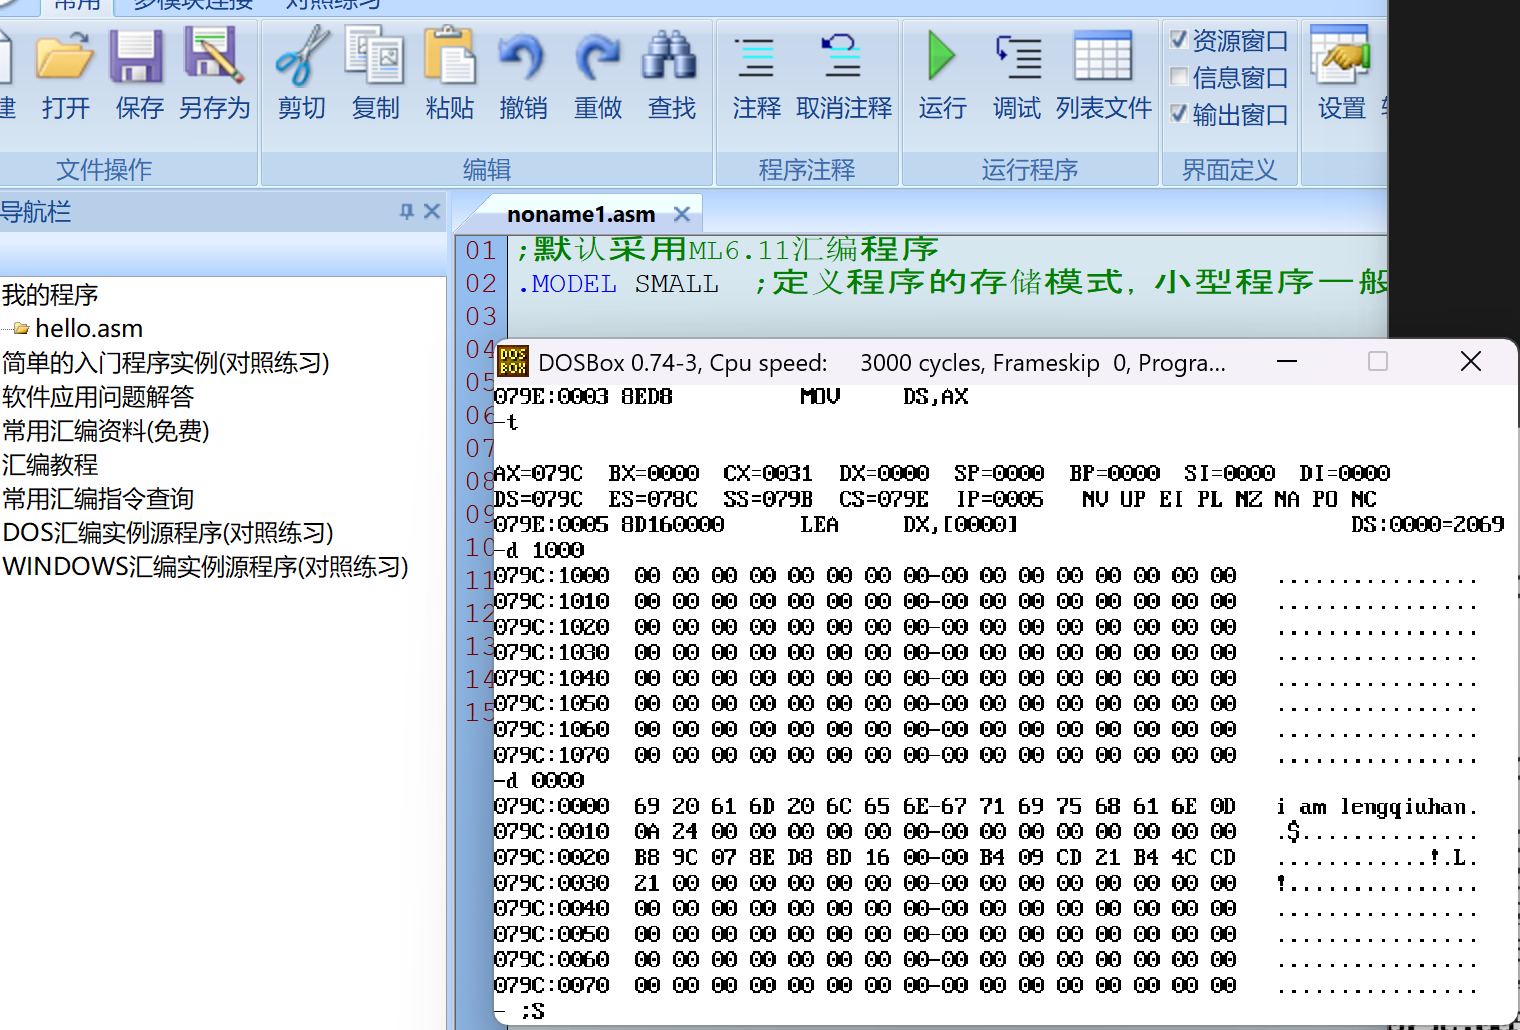 常用 多模块连接 对照练习
建 打开 保存 另存为 剪切 复制 粘贴 撤销 重做 查找 注释 取消注释 运行 调试 列表文件 资源窗口 信息窗口 输出窗口 设置
文件操作 编辑 程序注释 运行程序 界面定义
导航栏
我的程序
hello.asm
简单的入门程序实例(对照练习)
软件应用问题解答
常用汇编资料(免费)
汇编教程
常用汇编指令查询
DOS汇编实例源程序(对照练习)
WINDOWS汇编实例源程序(对照练习)
noname1.asm
01 ;默认采用ML6.11汇编程序
02 .MODEL SMALL ;定义程序的存储模式, 小型程序一般
03
04
05
06
07
08
09
10
11
12
13
14
15
DOSBox 0.74-3, Cpu speed: 3000 cycles, Frameskip 0, Progra...
079E:0003 8ED8 MOV DS,AX
-t
AX=079C BX=0000 CX=0031 DX=0000 SP=0000 BP=0000 SI=0000 DI=0000
DS=079C ES=078C SS=079B CS=079E IP=0005 NV UP EI PL NZ NA PO NC
079E:0005 8D160000 LEA DX,[0000] DS:0000=2069
-d 1000
079C:1000 00 00 00 00 00 00 00 00-00 00 00 00 00 00 00 00 ................
079C:1010 00 00 00 00 00 00 00 00-00 00 00 00 00 00 00 00 ................
079C:1020 00 00 00 00 00 00 00 00-00 00 00 00 00 00 00 00 ................
079C:1030 00 00 00 00 00 00 00 00-00 00 00 00 00 00 00 00 ................
079C:1040 00 00 00 00 00 00 00 00-00 00 00 00 00 00 00 00 ................
079C:1050 00 00 00 00 00 00 00 00-00 00 00 00 00 00 00 00 ................
079C:1060 00 00 00 00 00 00 00 00-00 00 00 00 00 00 00 00 ................
079C:1070 00 00 00 00 00 00 00 00-00 00 00 00 00 00 00 00 ................
-d 0000
079C:0000 69 20 61 6D 20 6C 65 6E-67 71 69 75 68 61 6E 0D i am lengqiuhan.
079C:0010 0A 24 00 00 00 00 00 00-00 00 00 00 00 00 00 00 .$..............
079C:0020 B8 9C 07 8E D8 8D 16 00-00 B4 09 CD 21 B4 4C CD ............!.L.
079C:0030 21 00 00 00 00 00 00 00-00 00 00 00 00 00 00 00 !...............
079C:0040 00 00 00 00 00 00 00 00-00 00 00 00 00 00 00 00 ................
079C:0050 00 00 00 00 00 00 00 00-00 00 00 00 00 00 00 00 ................
079C:0060 00 00 00 00 00 00 00 00-00 00 00 00 00 00 00 00 ................
079C:0070 00 00 00 00 00 00 00 00-00 00 00 00 00 00 00 00 ................
- ;S